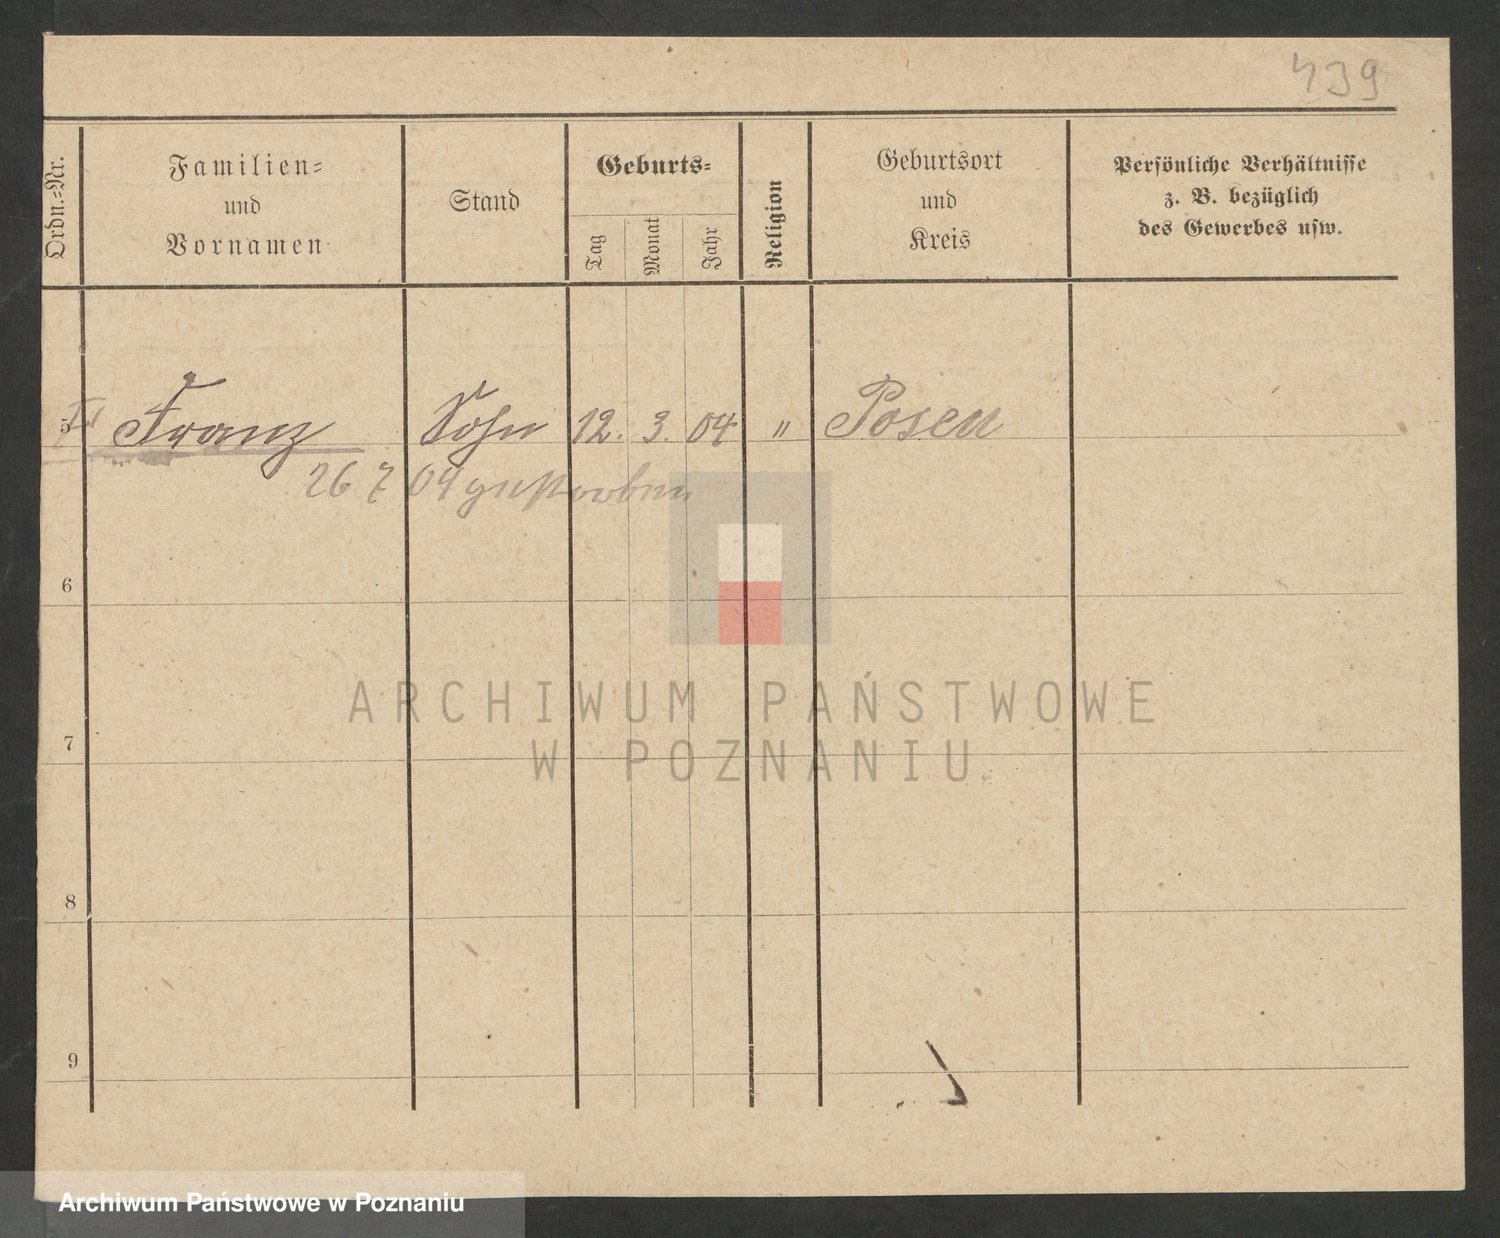 439
Ordn.-Nr.
Familien-
und
Vornamen
Stand
Geburts-
Tag
Monat
Jahr
Religion
Geburtsort
und
Kreis
Persönliche Verhältnisse
z. B. bezüglich
des Gewerbes usw.
5 Franz Sohn 12. 3. 04 " Posen
26 7 04 gestorben
6
ARCHIWUM PAŃSTWOWE
7
W POZNANIU
8
9
Archiwum Państwowe w Poznaniu